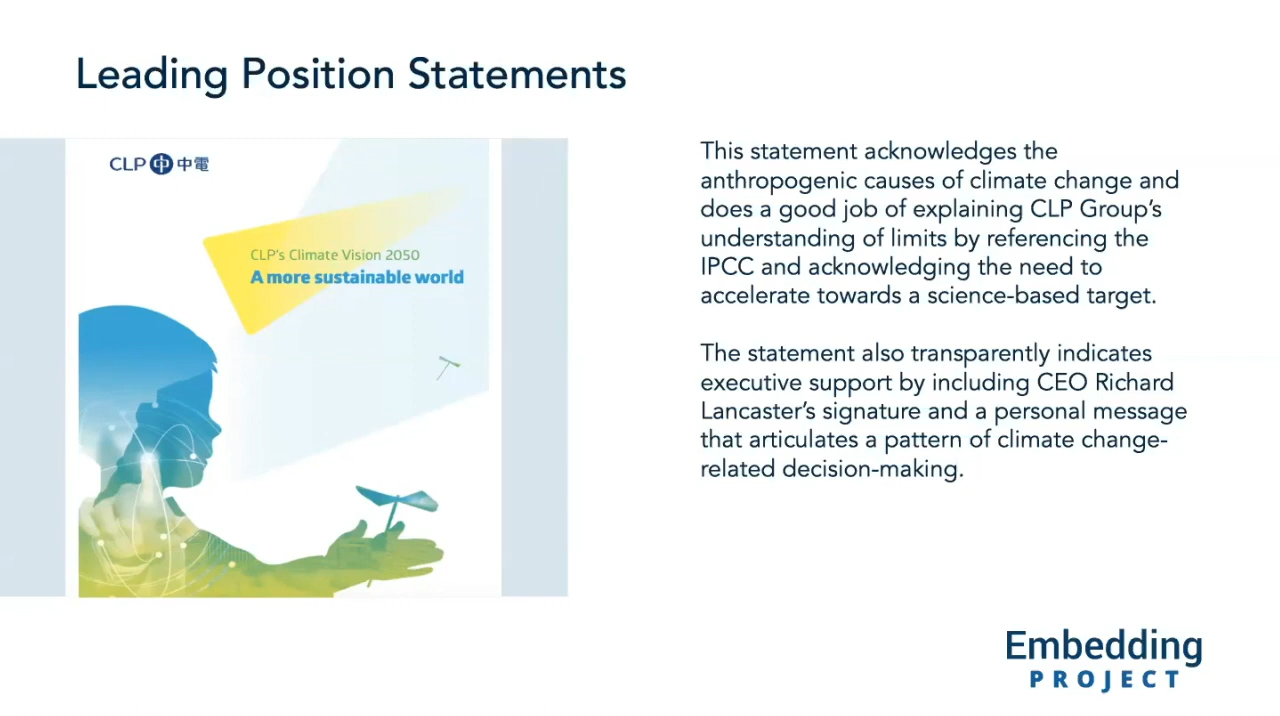 Leading Position Statements
CLP 中 中電
CLP's Climate Vision 2050
A more sustainable world
This statement acknowledges the
anthropogenic causes of climate change and
does a good job of explaining CLP Group’s
understanding of limits by referencing the
IPCC and acknowledging the need to
accelerate towards a science-based target.
The statement also transparently indicates
executive support by including CEO Richard
Lancaster’s signature and a personal message
that articulates a pattern of climate change-
related decision-making.
Embedding
PROJECT